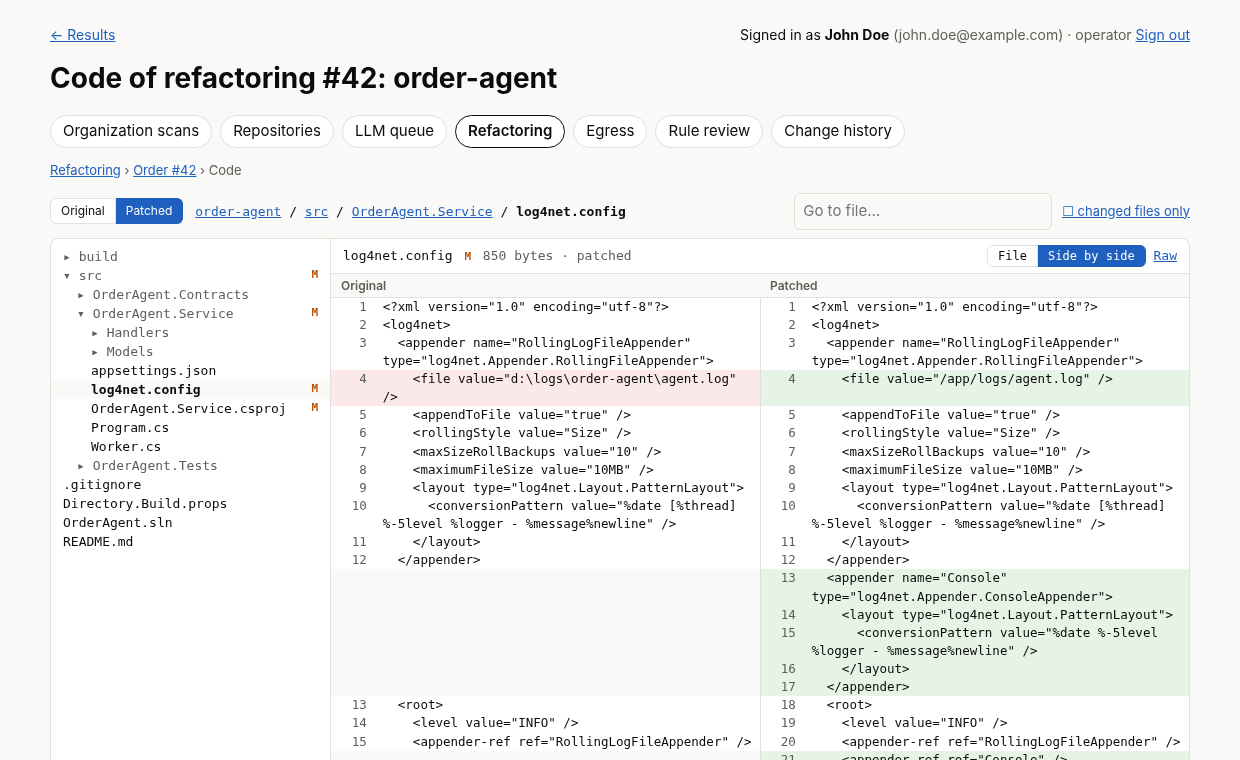 ← Results
Signed in as John Doe (john.doe@example.com) · operator Sign out
Code of refactoring #42: order-agent
Organization scans Repositories LLM queue Refactoring Egress Rule review Change history
Refactoring › Order #42 › Code
Original Patched order-agent / src / OrderAgent.Service / log4net.config Go to file... ☐ changed files only
▸ build
▾ src M
▸ OrderAgent.Contracts
▾ OrderAgent.Service M
▸ Handlers
▸ Models
appsettings.json
log4net.config M
OrderAgent.Service.csproj M
Program.cs
Worker.cs
▸ OrderAgent.Tests
.gitignore
Directory.Build.props
OrderAgent.sln
README.md
log4net.config M 850 bytes · patched File Side by side Raw
Original
1 <?xml version="1.0" encoding="utf-8"?>
2 <log4net>
3 <appender name="RollingLogFileAppender"
type="log4net.Appender.RollingFileAppender">
4 <file value="d:\logs\order-agent\agent.log"
/>
5 <appendToFile value="true" />
6 <rollingStyle value="Size" />
7 <maxSizeRollBackups value="10" />
8 <maximumFileSize value="10MB" />
9 <layout type="log4net.Layout.PatternLayout">
10 <conversionPattern value="%date [%thread]
%-5level %logger - %message%newline" />
11 </layout>
12 </appender>
13 <root>
14 <level value="INFO" />
15 <appender-ref ref="RollingLogFileAppender" />
Patched
1 <?xml version="1.0" encoding="utf-8"?>
2 <log4net>
3 <appender name="RollingLogFileAppender"
type="log4net.Appender.RollingFileAppender">
4 <file value="/app/logs/agent.log" />
5 <appendToFile value="true" />
6 <rollingStyle value="Size" />
7 <maxSizeRollBackups value="10" />
8 <maximumFileSize value="10MB" />
9 <layout type="log4net.Layout.PatternLayout">
10 <conversionPattern value="%date [%thread]
%-5level %logger - %message%newline" />
11 </layout>
12 </appender>
13 <appender name="Console"
type="log4net.Appender.ConsoleAppender">
14 <layout type="log4net.Layout.PatternLayout">
15 <conversionPattern value="%date %-5level
%logger - %message%newline" />
16 </layout>
17 </appender>
18 <root>
19 <level value="INFO" />
20 <appender-ref ref="RollingLogFileAppender" />
21 <appender-ref ref="Console" />